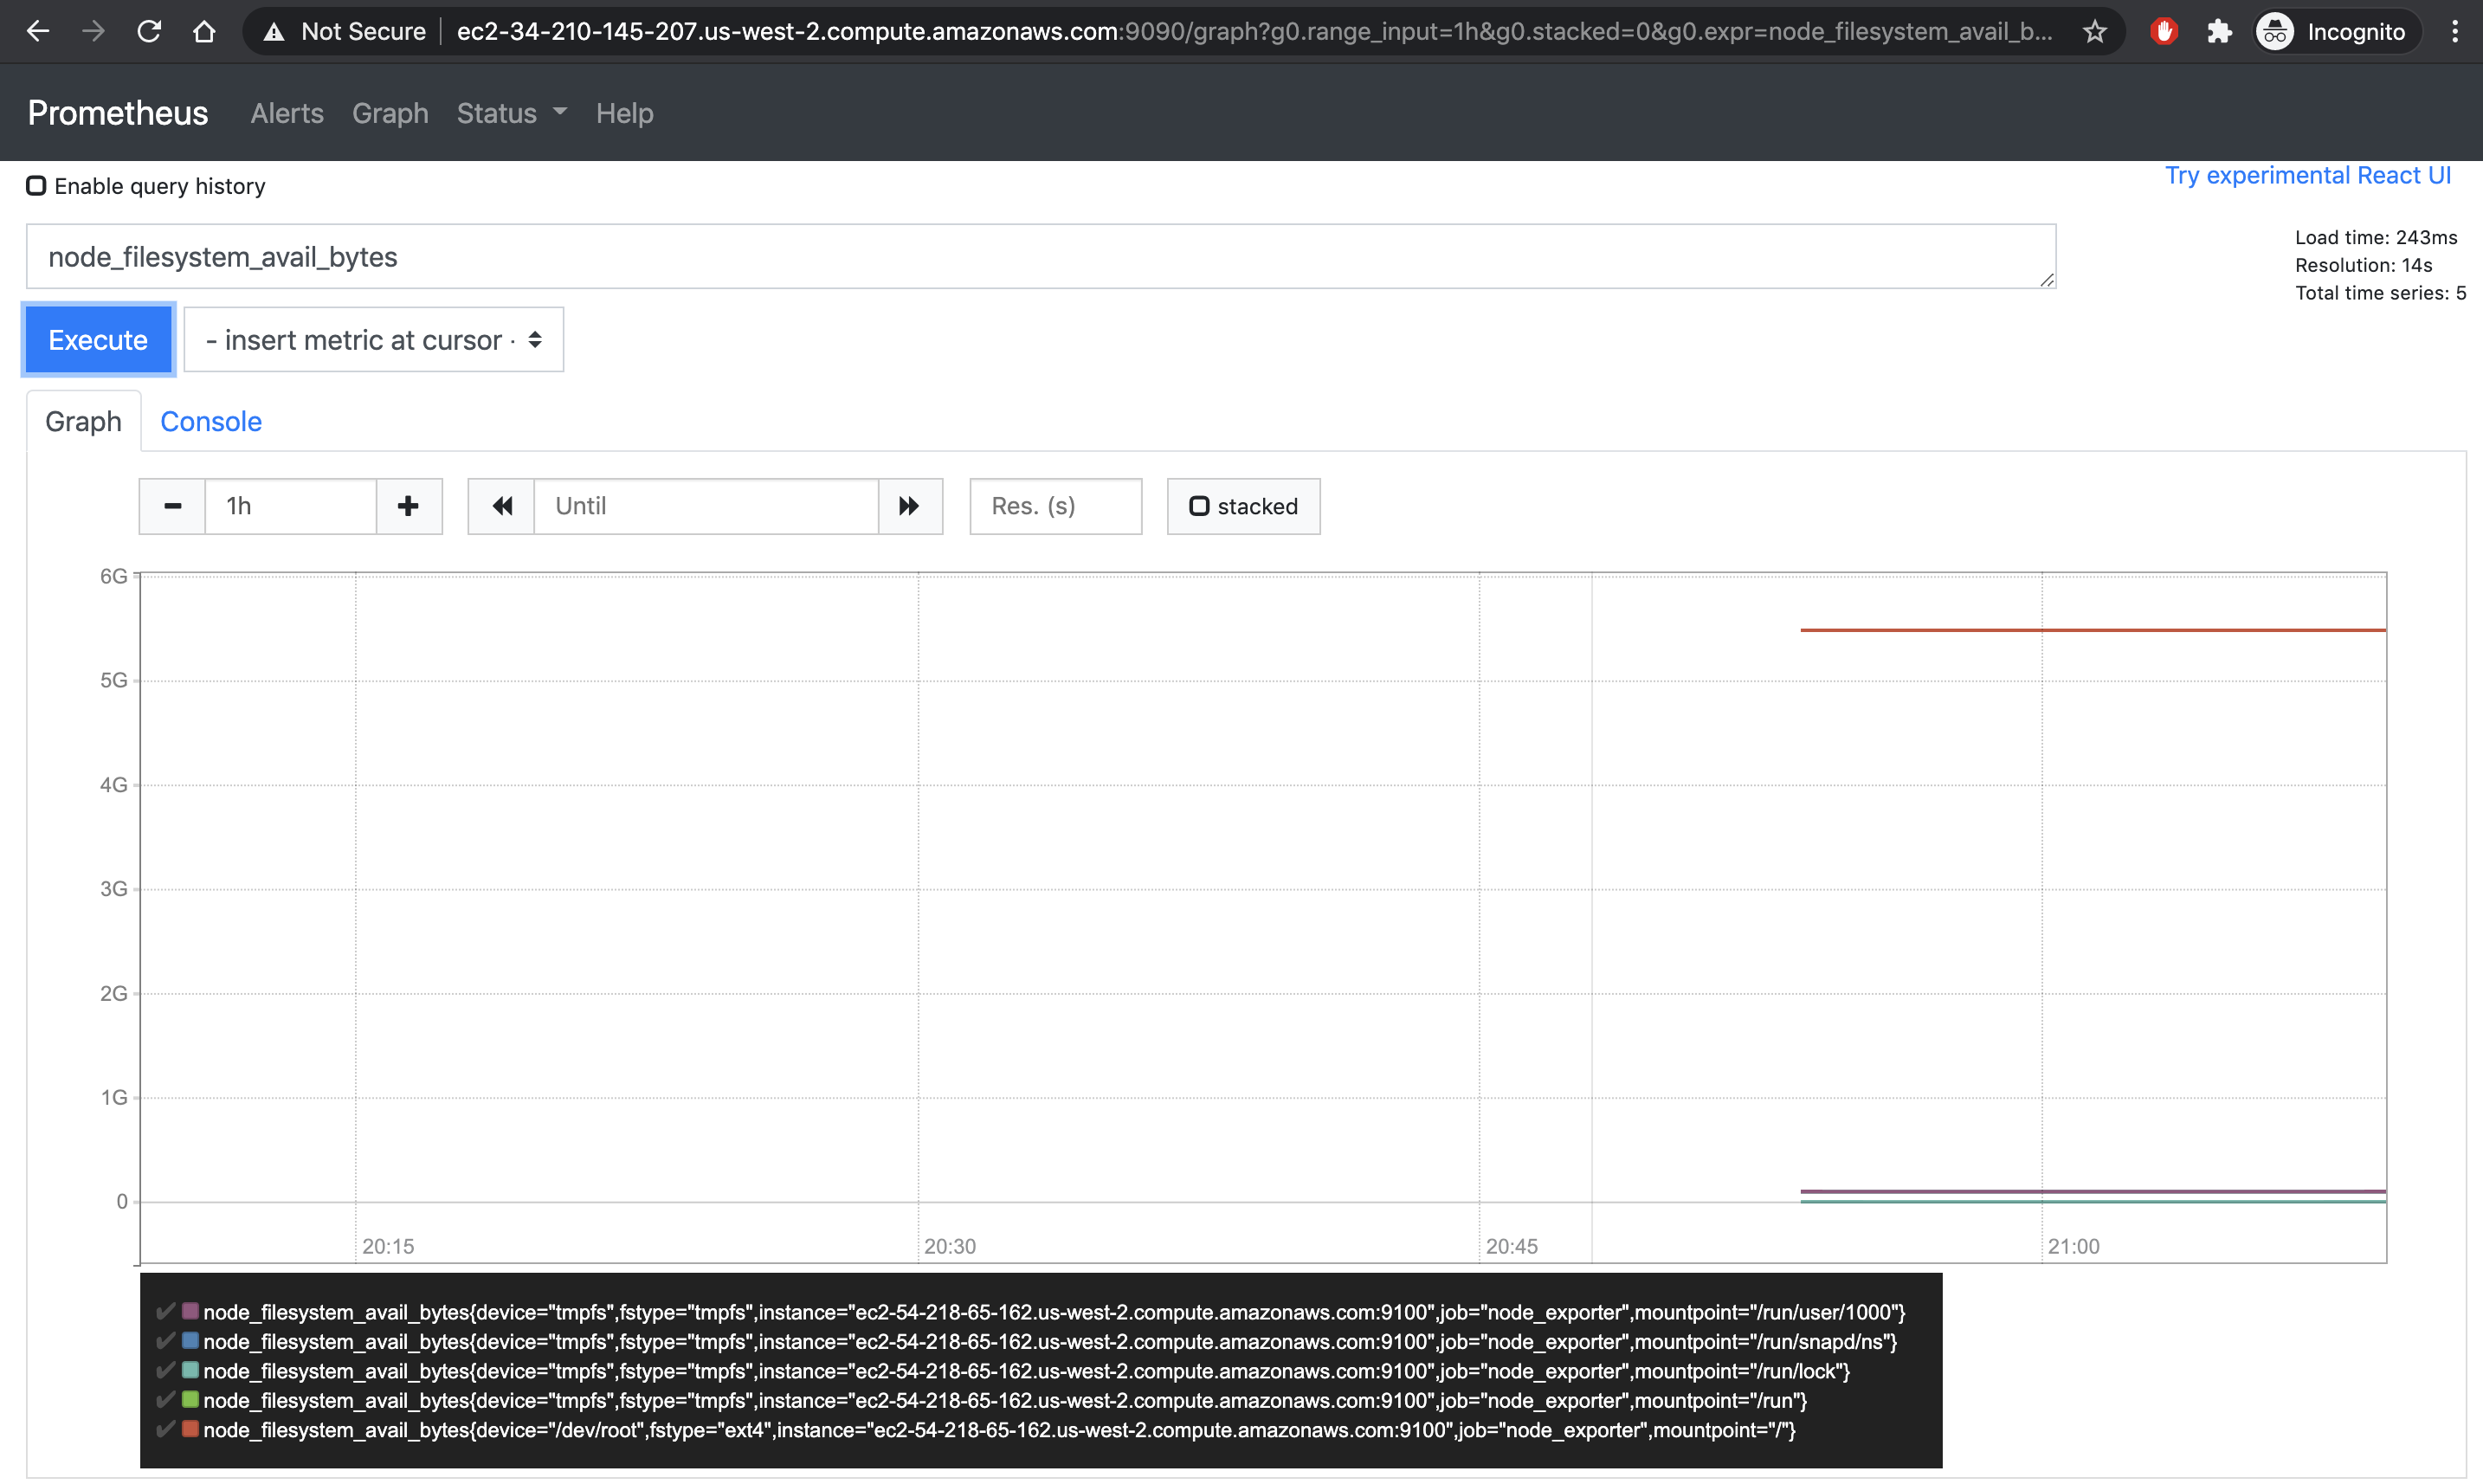 Not Secure ec2-34-210-145-207.us-west-2.compute.amazonaws.com:9090/graph?g0.range_input=1h&g0.stacked=0&g0.expr=node_filesystem_avail_b... Incognito
Prometheus Alerts Graph Status Help
Try experimental React UI
Enable query history
node_filesystem_avail_bytes
Load time: 243ms
Resolution: 14s
Total time series: 5
Execute - insert metric at cursor ·
Graph Console
1h Until Res. (s) stacked
6G
5G
4G
3G
2G
1G
0
20:15 20:30 20:45 21:00
node_filesystem_avail_bytes{device="tmpfs",fstype="tmpfs",instance="ec2-54-218-65-162.us-west-2.compute.amazonaws.com:9100",job="node_exporter",mountpoint="/run/user/1000"}
node_filesystem_avail_bytes{device="tmpfs",fstype="tmpfs",instance="ec2-54-218-65-162.us-west-2.compute.amazonaws.com:9100",job="node_exporter",mountpoint="/run/snapd/ns"}
node_filesystem_avail_bytes{device="tmpfs",fstype="tmpfs",instance="ec2-54-218-65-162.us-west-2.compute.amazonaws.com:9100",job="node_exporter",mountpoint="/run/lock"}
node_filesystem_avail_bytes{device="tmpfs",fstype="tmpfs",instance="ec2-54-218-65-162.us-west-2.compute.amazonaws.com:9100",job="node_exporter",mountpoint="/run"}
node_filesystem_avail_bytes{device="/dev/root",fstype="ext4",instance="ec2-54-218-65-162.us-west-2.compute.amazonaws.com:9100",job="node_exporter",mountpoint="/"}